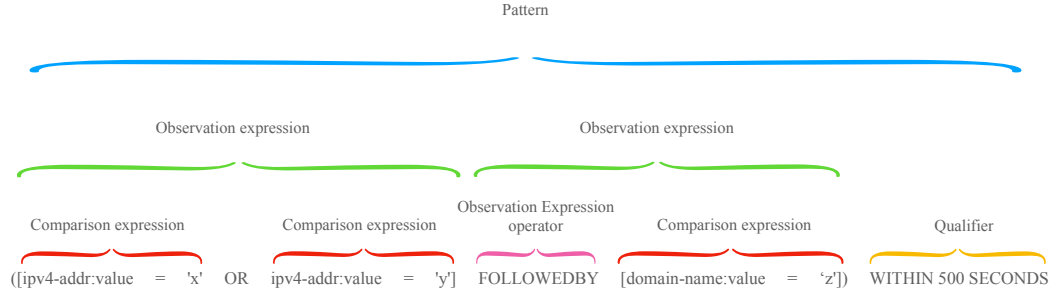 Pattern
Observation expression Observation expression
Comparison expression Comparison expression Observation Expression operator Comparison expression Qualifier
([ipv4-addr:value = 'x' OR ipv4-addr:value = 'y'] FOLLOWEDBY [domain-name:value = ‘z']) WITHIN 500 SECONDS